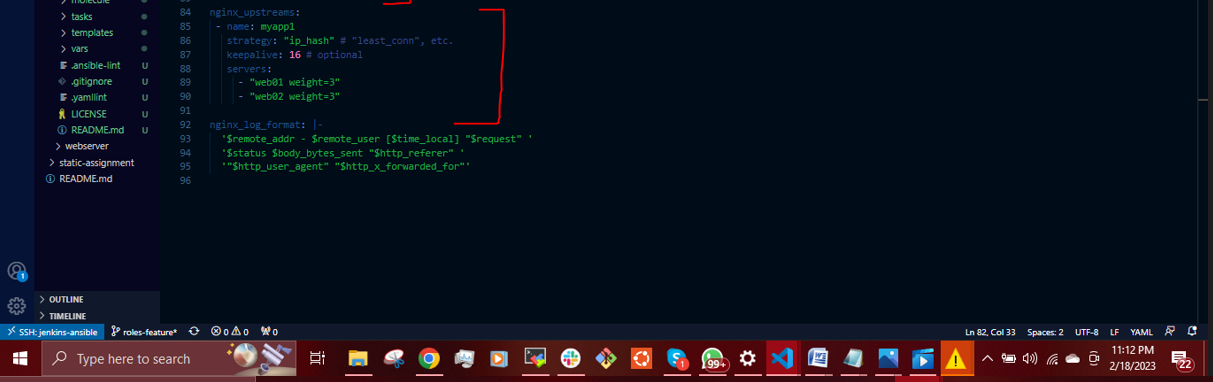 molecule
tasks
templates
vars
.ansible-lint U
.gitignore U
.yamllint U
LICENSE U
README.md U
webserver
static-assignment
README.md
OUTLINE
TIMELINE
84 nginx_upstreams:
85 - name: myapp1
86 strategy: "ip_hash" # "least_conn", etc.
87 keepalive: 16 # optional
88 servers:
89 - "web01 weight=3"
90 - "web02 weight=3"
91
92 nginx_log_format: |-
93 '$remote_addr - $remote_user [$time_local] "$request" '
94 '$status $body_bytes_sent "$http_referer" '
95 '"$http_user_agent" "$http_x_forwarded_for"'
96
1
SSH: jenkins-ansible roles-feature* 0 0 0 Ln 82, Col 33 Spaces: 2 UTF-8 LF YAML
Type here to search 1 99+ 11:12 PM
2/18/2023 22